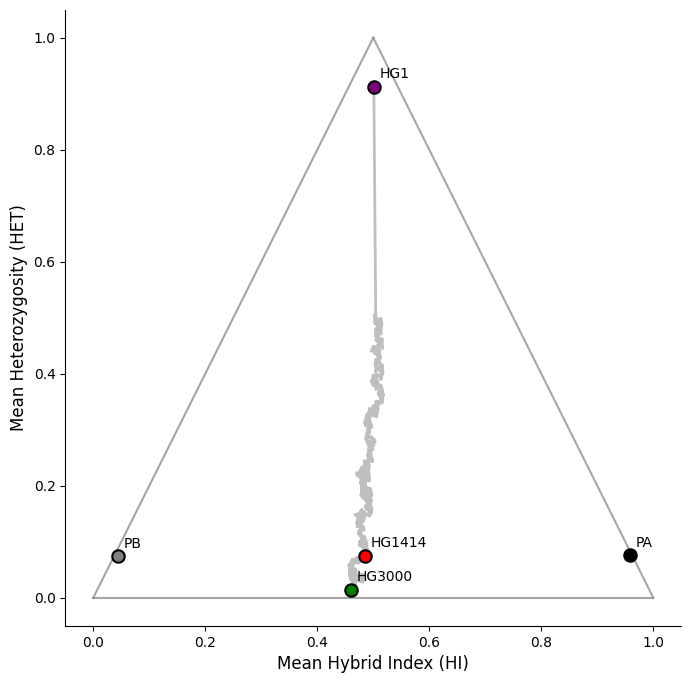 1.0
0.8
0.6
0.4
0.2
0.0
Mean Heterozygosity (HET)
HG1
PB
HG1414
PA
HG3000
0.0 0.2 0.4 0.6 0.8 1.0
Mean Hybrid Index (HI)